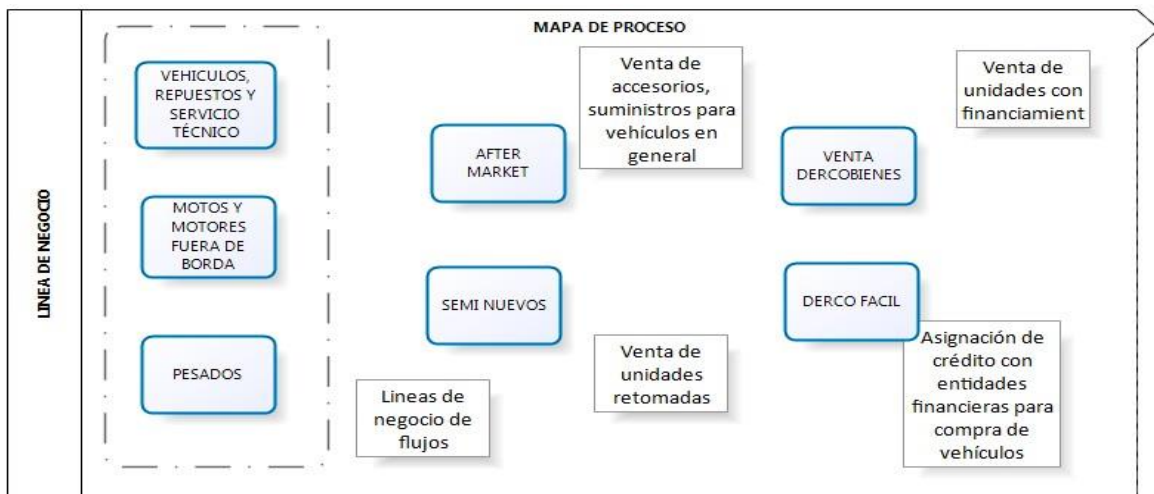 MAPA DE PROCESO
LINEA DE NEGOCIO
VEHICULOS,
REPUESTOS Y
SERVICIO
TÉCNICO
MOTOS Y
MOTORES
FUERA DE
BORDA
PESADOS
AFTER
MARKET
Venta de
accesorios,
suministros para
vehículos en
general
SEMI NUEVOS
Venta de
unidades
retomadas
Lineas de
negocio de
flujos
VENTA
DERCOBIENES
Venta de
unidades con
financiamient
DERCO FACIL
Asignación de
crédito con
entidades
financieras para
compra de
vehículos